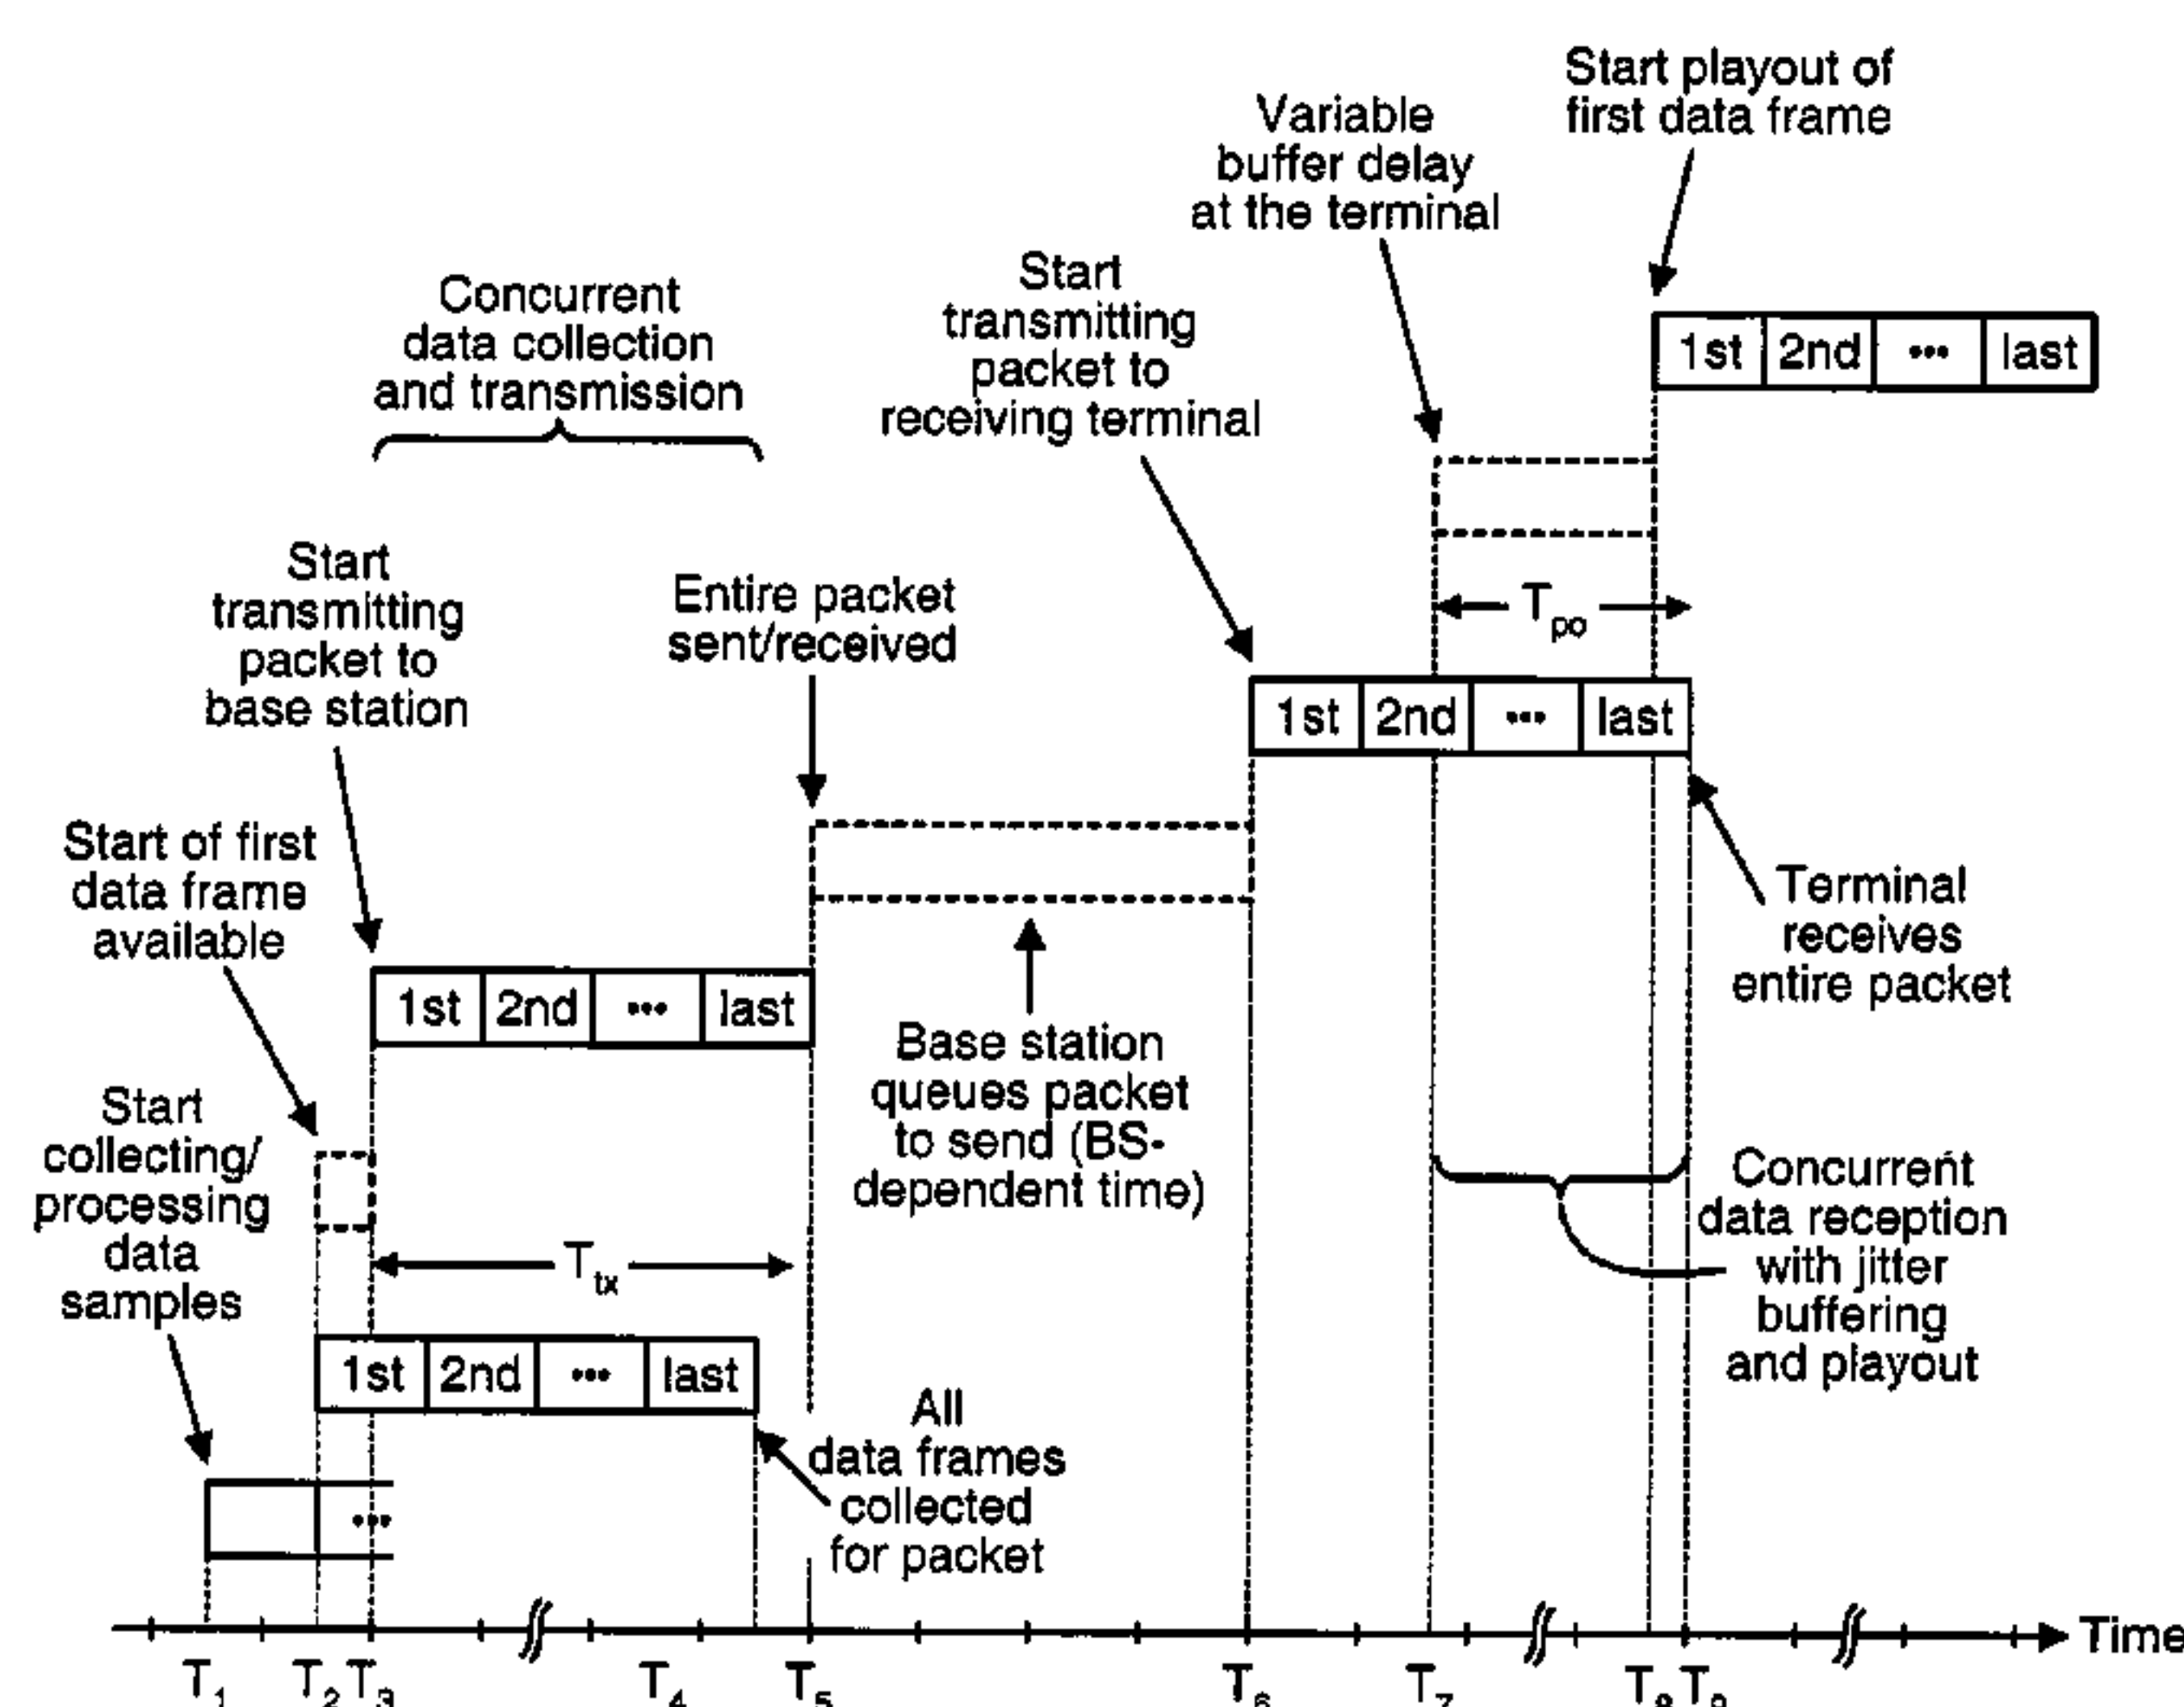 Start playout of
first data frame
Variable
buffer delay
at the terminal
Start
transmitting
packet to
receiving terminal
Concurrent
data collection
and transmission
1st 2nd ••• last
Start
transmitting
packet to
base station
Entire packet
sent/received
Tpo
1st 2nd ••• last
Start of first
data frame
available
Terminal
receives
entire packet
1st 2nd ••• last
Base station
queues packet
to send (BS-
dependent time)
Start
collecting/
processing
data
samples
Concurrent
data reception
with jitter
buffering
and playout
Ttx
1st 2nd ••• last
All
data frames
collected
for packet
•••
Time
T1 T2 T3 T4 T5 T6 T7 T8 T9